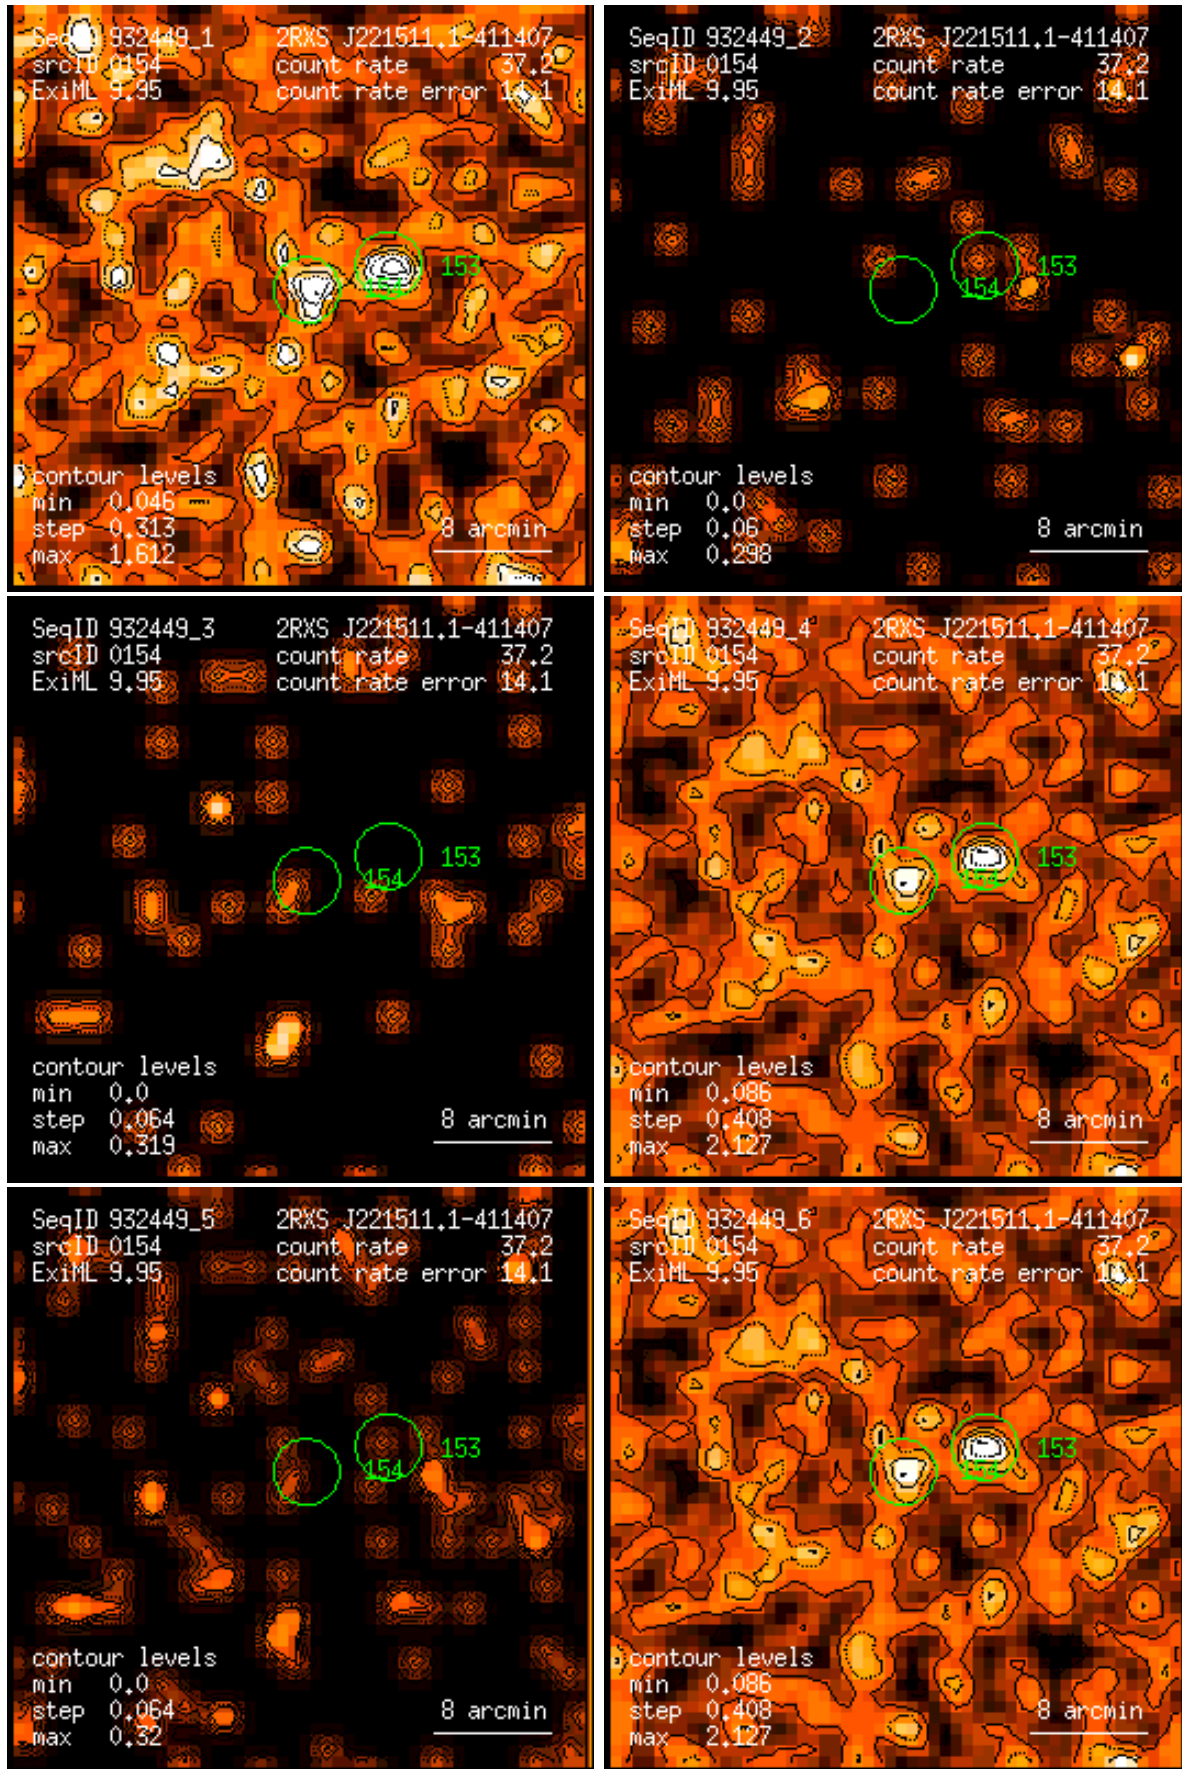 SeqID 932449_1 2RXS J221511.1-411407
srcID 0154 count rate 37.2
ExiML 9.95 count rate error 14.1
153
154
contour levels
min 0.046
step 0.313 8 arcmin
max 1.612
SeqID 932449_2 2RXS J221511.1-411407
srcID 0154 count rate 37.2
ExiML 9.95 count rate error 14.1
153
154
contour levels
min 0.0
step 0.06 8 arcmin
max 0.298
SeqID 932449_3 2RXS J221511.1-411407
srcID 0154 count rate 37.2
ExiML 9.95 count rate error 14.1
153
154
contour levels
min 0.0
step 0.064 8 arcmin
max 0.319
SeqID 932449_4 2RXS J221511.1-411407
srcID 0154 count rate 37.2
ExiML 9.95 count rate error 14.1
153
154
contour levels
min 0.086
step 0.408 8 arcmin
max 2.127
SeqID 932449_5 2RXS J221511.1-411407
srcID 0154 count rate 37.2
ExiML 9.95 count rate error 14.1
153
154
contour levels
min 0.0
step 0.064 8 arcmin
max 0.32
SeqID 932449_6 2RXS J221511.1-411407
srcID 0154 count rate 37.2
ExiML 9.95 count rate error 14.1
153
154
contour levels
min 0.086
step 0.408 8 arcmin
max 2.127